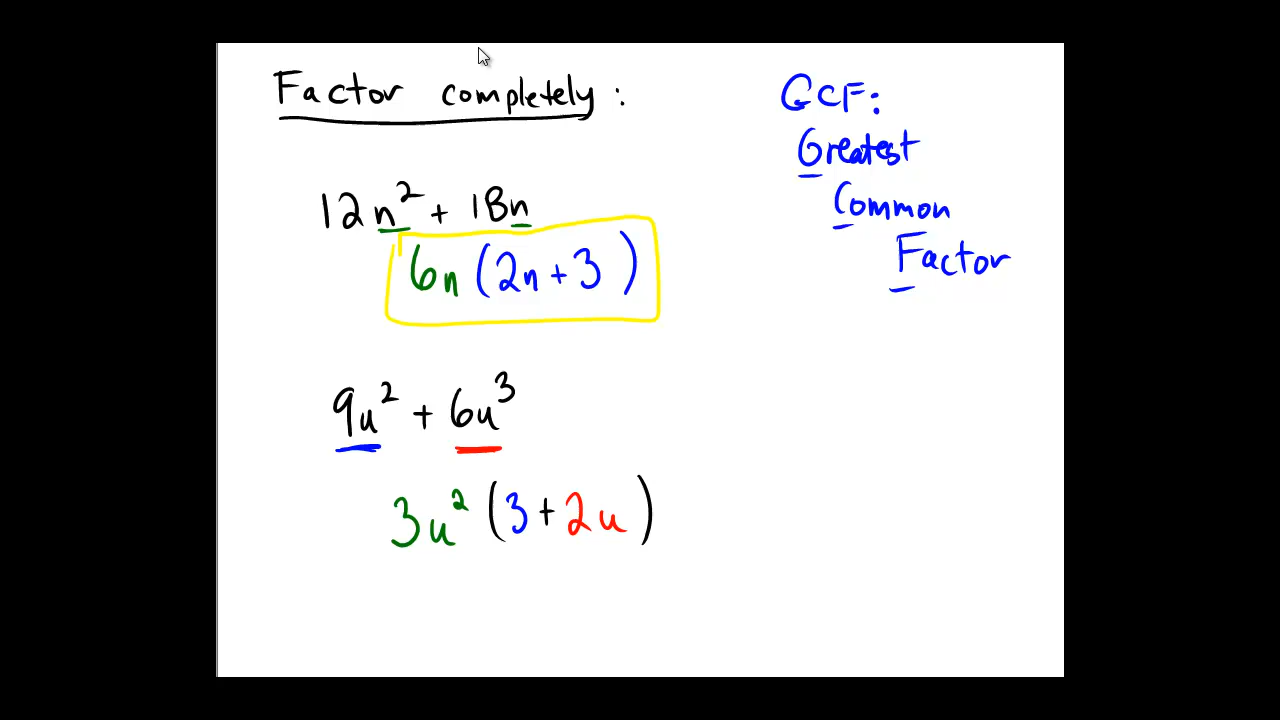 Factor completely :
12n² + 18n
6n (2n + 3)
9u² + 6u³
3u² (3 + 2u)
GCF:
Greatest
Common
Factor